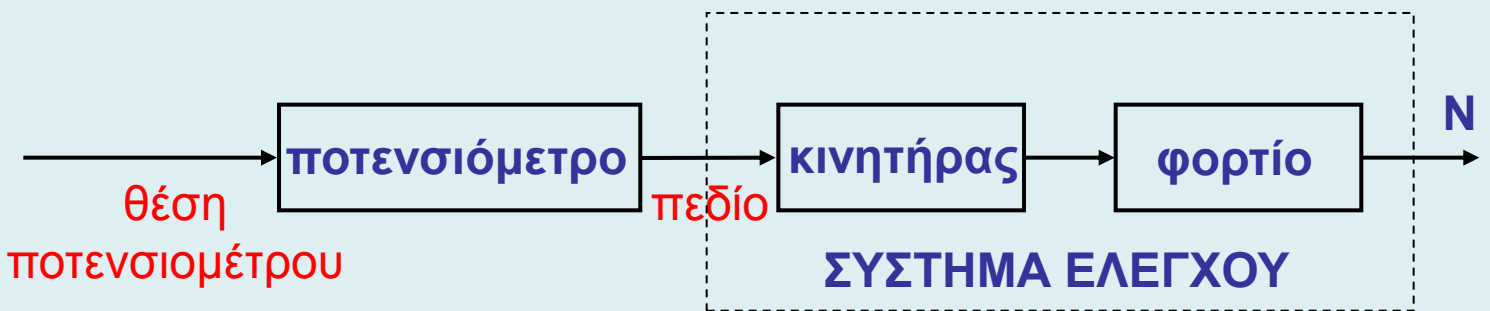 N
ποτενσιόμετρο
κινητήρας
φορτίο
θέση
ποτενσιομέτρου
πεδίο
ΣΥΣΤΗΜΑ ΕΛΕΓΧΟΥ